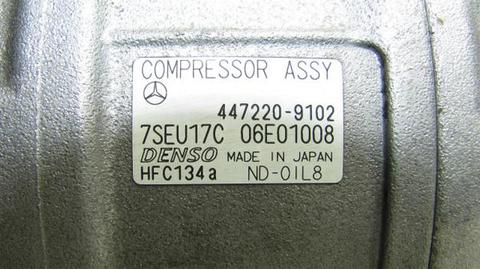 COMPRESSOR ASSY
447220-9102
7SEU17C 06E01008
DENSO MADE IN JAPAN
HFC134a ND-OIL8